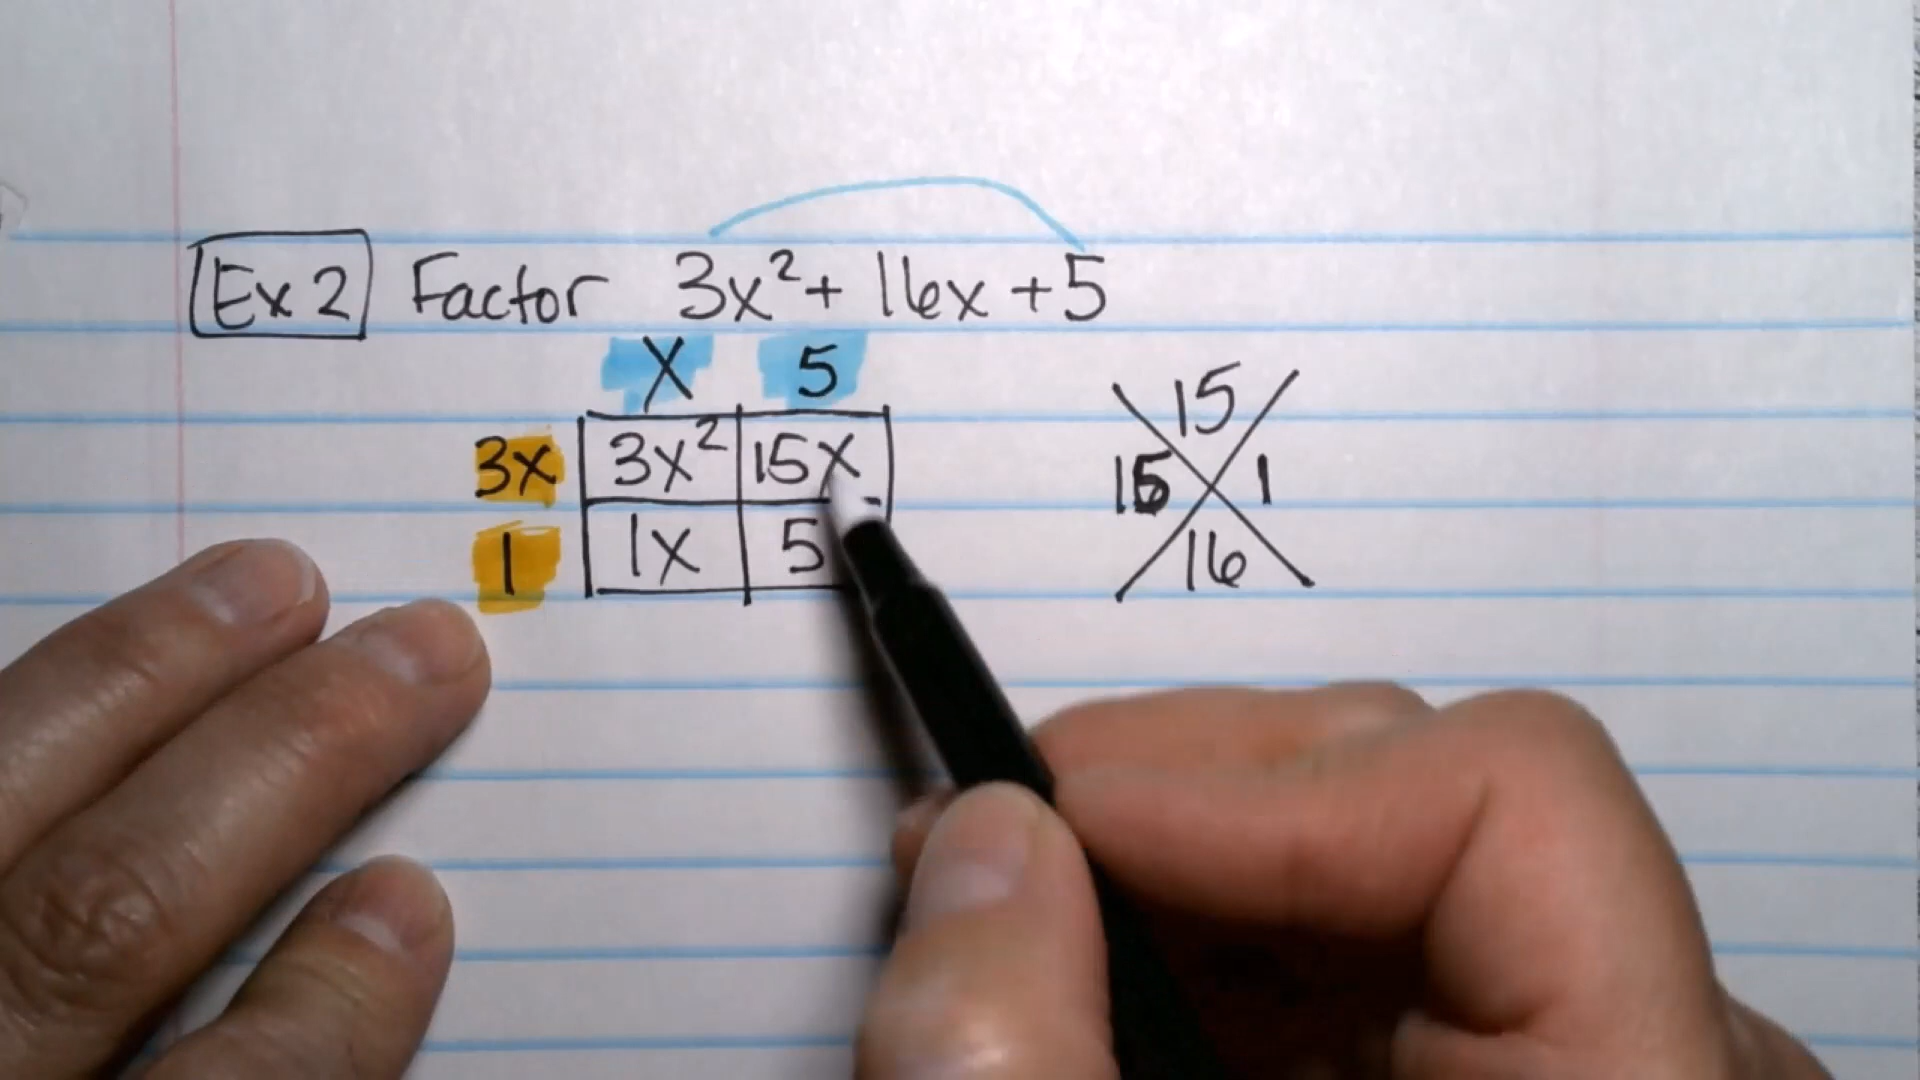 Ex 2 Factor 3x² + 16x + 5
X 5
15
3x 3x² 15x
15 1
1 1x 5
16